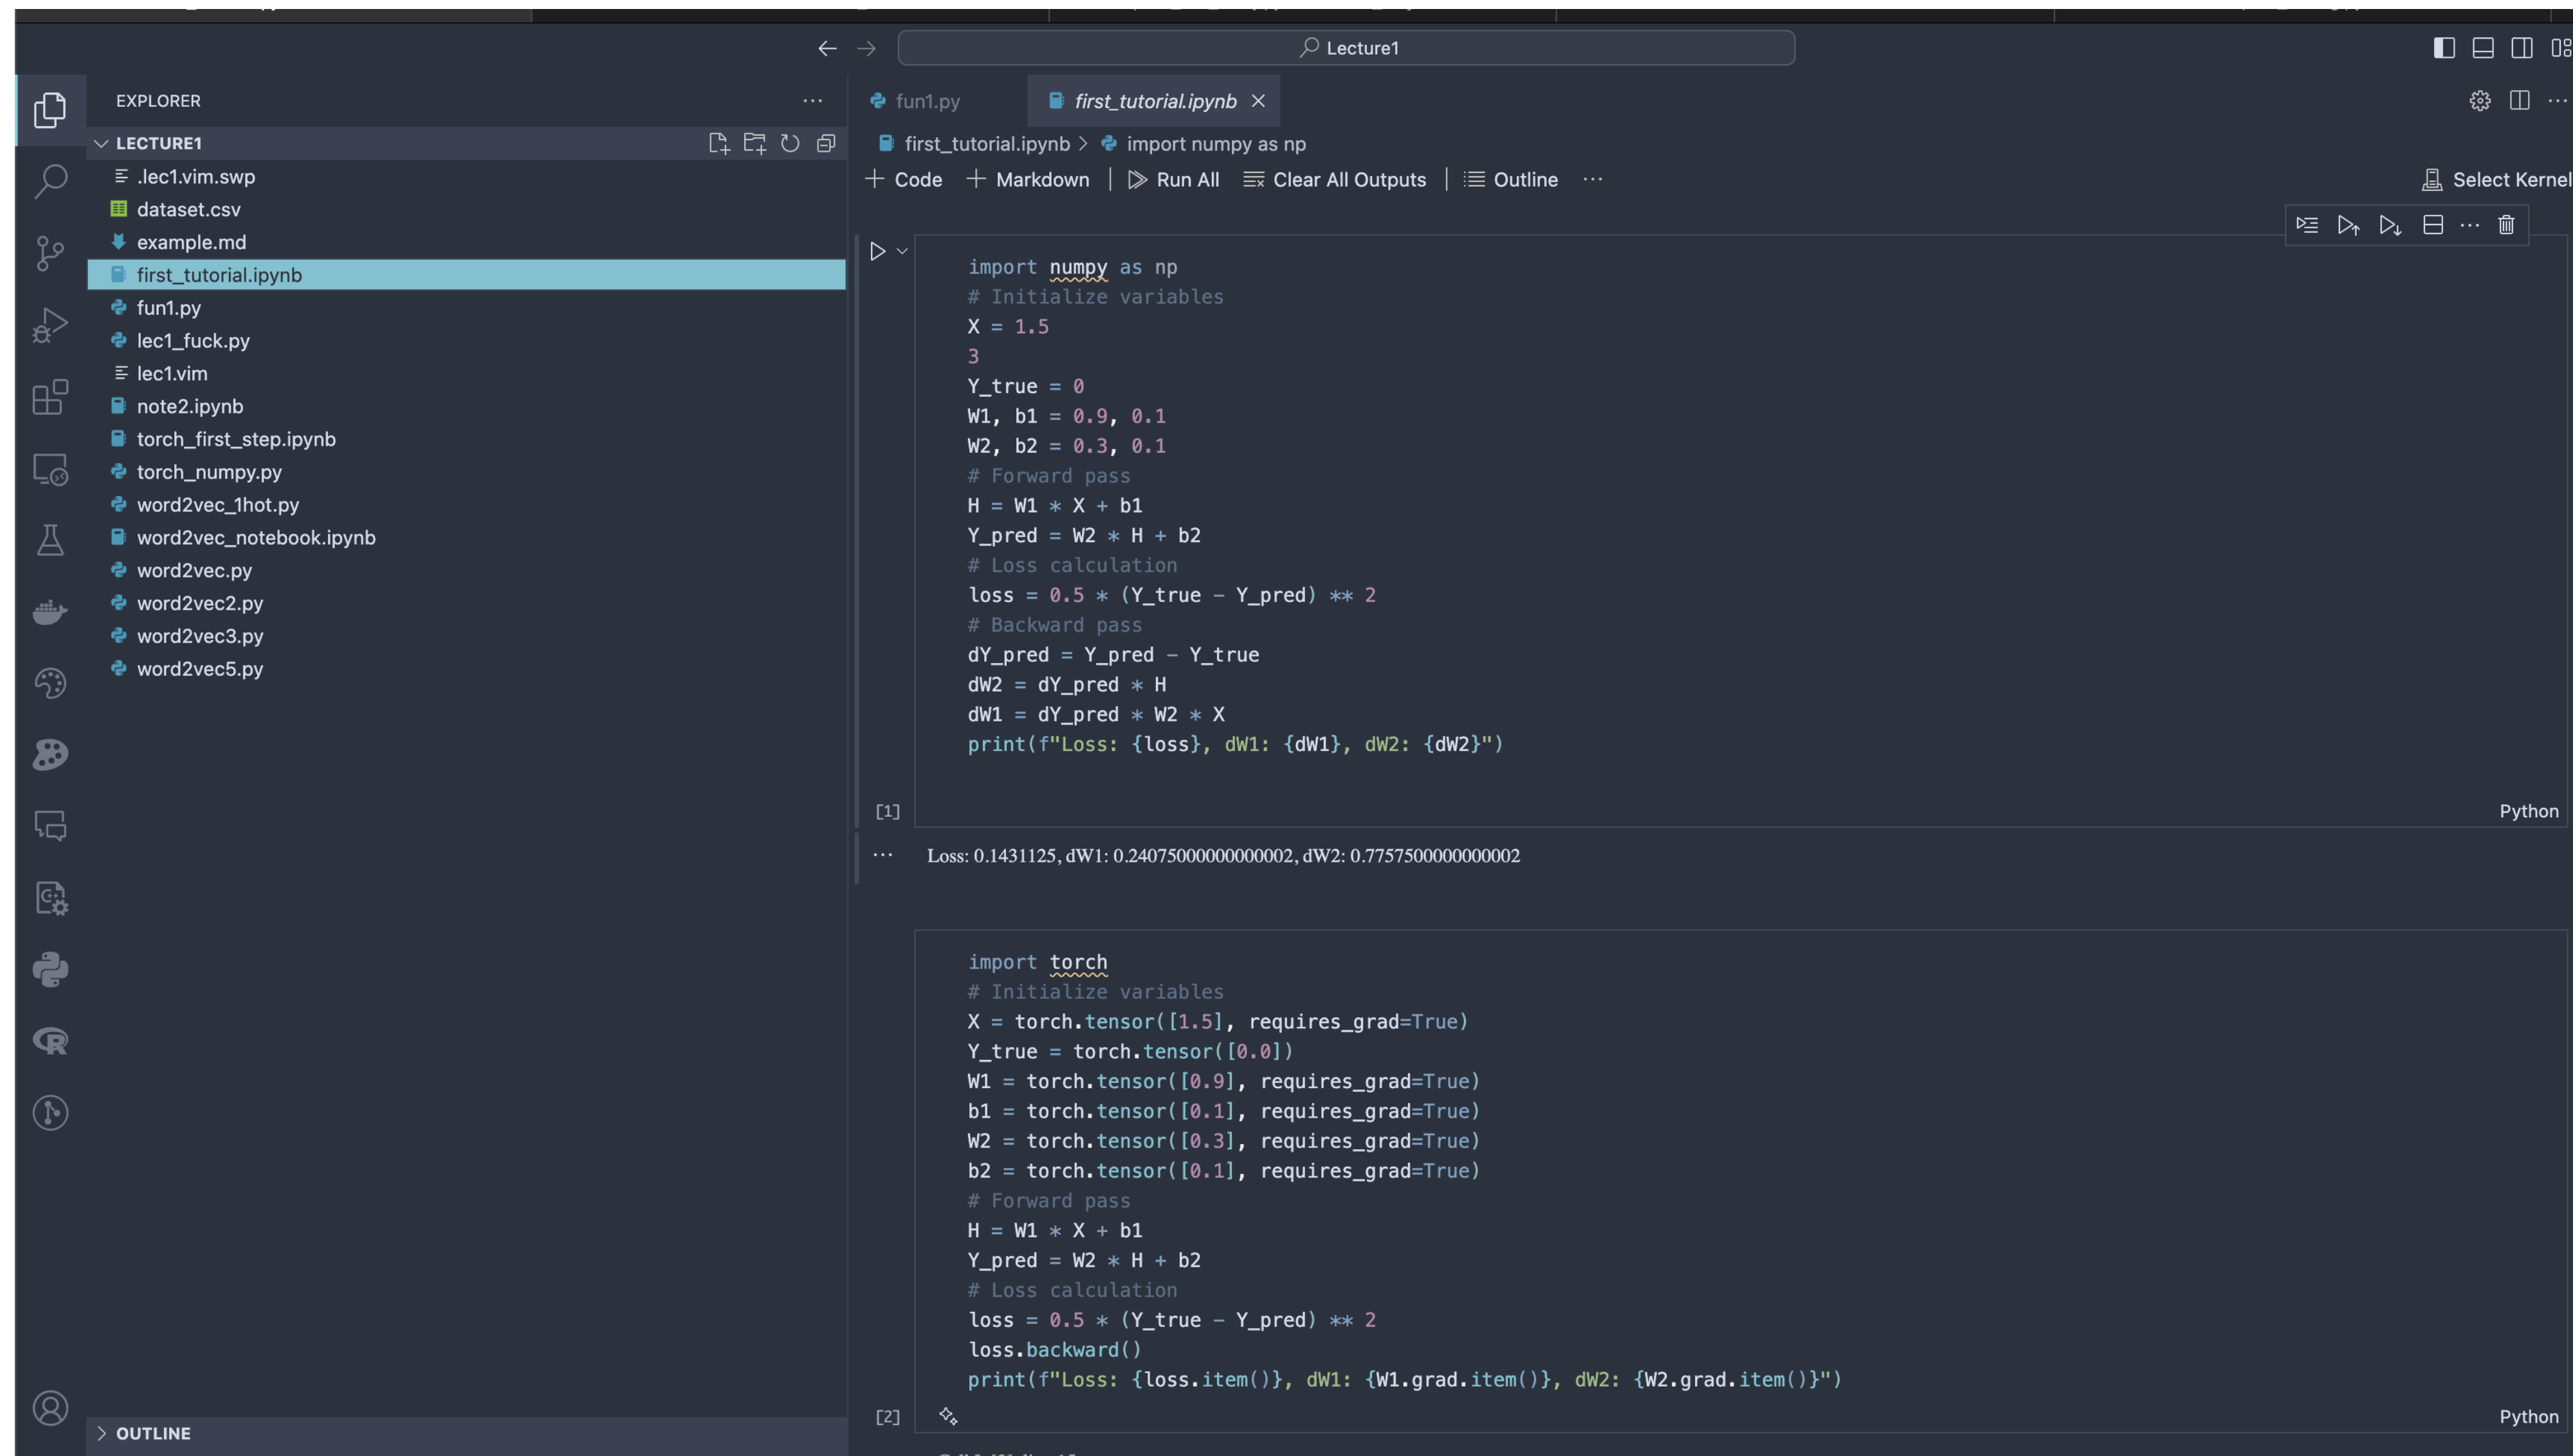 Lecture1
EXPLORER
LECTURE1
.lec1.vim.swp
dataset.csv
example.md
first_tutorial.ipynb
fun1.py
lec1_fuck.py
lec1.vim
note2.ipynb
torch_first_step.ipynb
torch_numpy.py
word2vec_1hot.py
word2vec_notebook.ipynb
word2vec.py
word2vec2.py
word2vec3.py
word2vec5.py
OUTLINE
fun1.py first_tutorial.ipynb
first_tutorial.ipynb > import numpy as np
Code Markdown Run All Clear All Outputs Outline ... Select Kernel
import numpy as np
# Initialize variables
X = 1.5
3
Y_true = 0
W1, b1 = 0.9, 0.1
W2, b2 = 0.3, 0.1
# Forward pass
H = W1 * X + b1
Y_pred = W2 * H + b2
# Loss calculation
loss = 0.5 * (Y_true - Y_pred) ** 2
# Backward pass
dY_pred = Y_pred - Y_true
dW2 = dY_pred * H
dW1 = dY_pred * W2 * X
print(f"Loss: {loss}, dW1: {dW1}, dW2: {dW2}")
[1] Python
Loss: 0.1431125, dW1: 0.24075000000000002, dW2: 0.7757500000000002
import torch
# Initialize variables
X = torch.tensor([1.5], requires_grad=True)
Y_true = torch.tensor([0.0])
W1 = torch.tensor([0.9], requires_grad=True)
b1 = torch.tensor([0.1], requires_grad=True)
W2 = torch.tensor([0.3], requires_grad=True)
b2 = torch.tensor([0.1], requires_grad=True)
# Forward pass
H = W1 * X + b1
Y_pred = W2 * H + b2
# Loss calculation
loss = 0.5 * (Y_true - Y_pred) ** 2
loss.backward()
print(f"Loss: {loss.item()}, dW1: {W1.grad.item()}, dW2: {W2.grad.item()}")
[2] Python